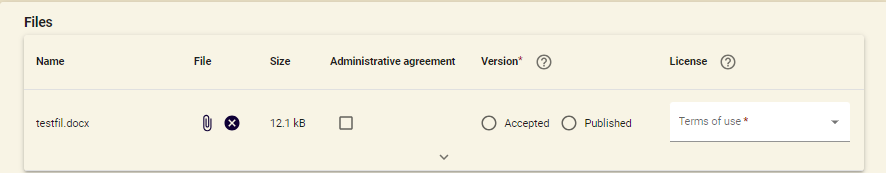 Files
Name File Size Administrative agreement Version* License
testfil.docx 12.1 kB Accepted Published Terms of use *